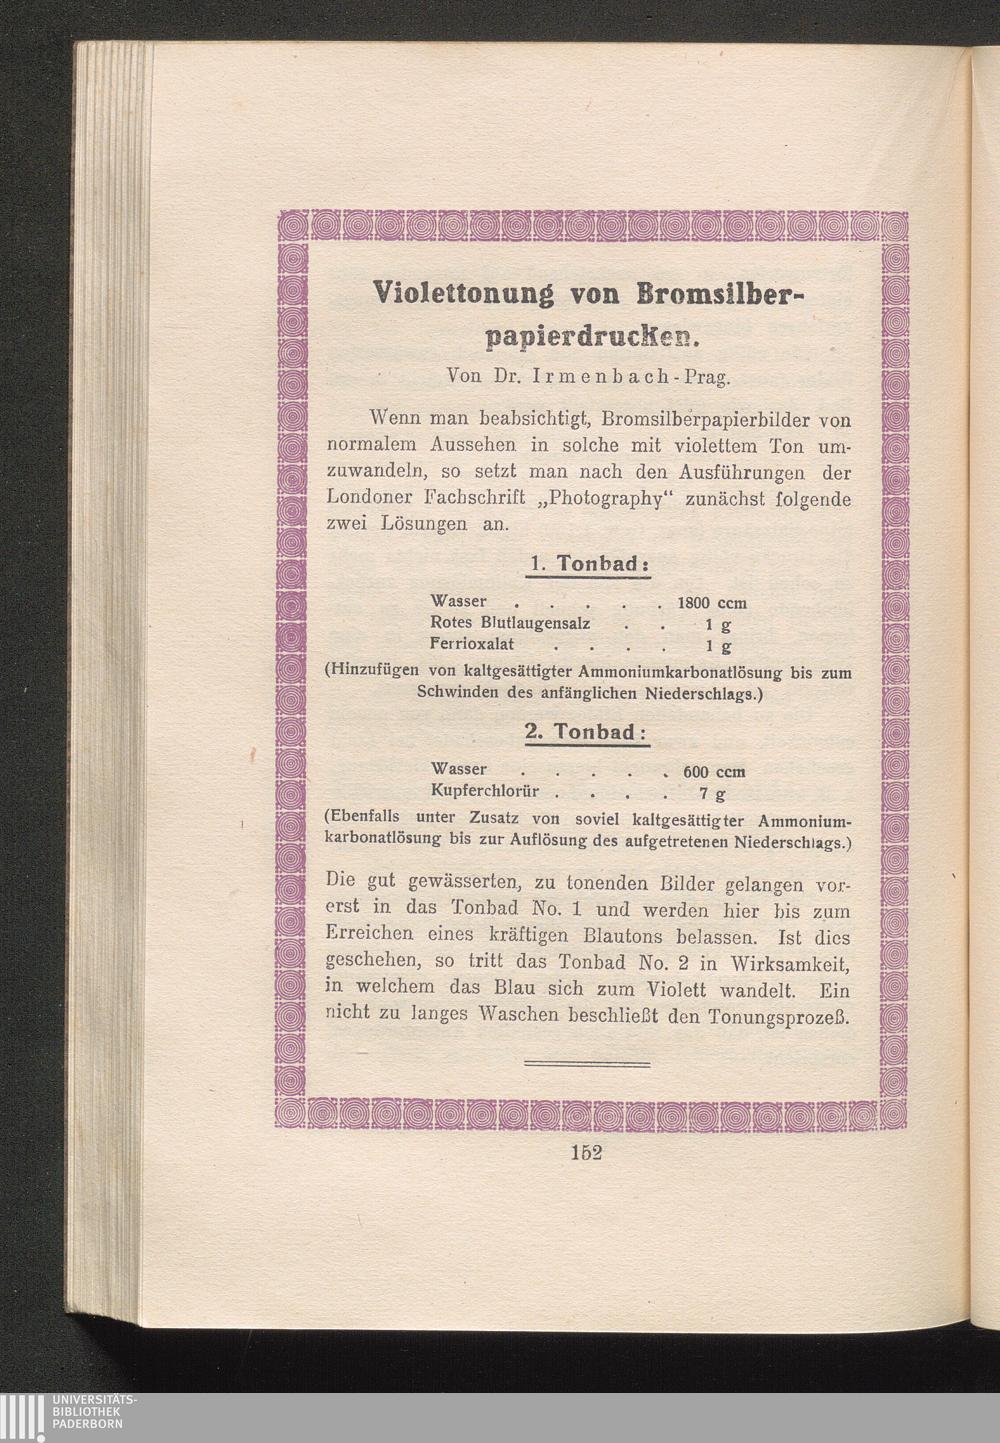 Violettonung von Bromsilber-
papierdrucken.
Von Dr. Irmenbach-Prag.
Wenn man beabsichtigt, Bromsilberpapierbilder von
normalem Aussehen in solche mit violettem Ton um-
zuwandeln, so setzt man nach den Ausführungen der
Londoner Fachschrift „Photography“ zunächst folgende
zwei Lösungen an.
1. Tonbad:
Wasser . . . . . 1800 ccm
Rotes Blutlaugensalz . . 1 g
Ferrioxalat . . . . 1 g
(Hinzufügen von kaltgesättigter Ammoniumkarbonatlösung bis zum
Schwinden des anfänglichen Niederschlags.)
2. Tonbad:
Wasser . . . . . 600 ccm
Kupferchlorür . . . . 7 g
(Ebenfalls unter Zusatz von soviel kaltgesättigter Ammonium-
karbonatlösung bis zur Auflösung des aufgetretenen Niederschlags.)
Die gut gewässerten, zu tonenden Bilder gelangen vor-
erst in das Tonbad No. 1 und werden hier bis zum
Erreichen eines kräftigen Blautons belassen. Ist dies
geschehen, so tritt das Tonbad No. 2 in Wirksamkeit,
in welchem das Blau sich zum Violett wandelt. Ein
nicht zu langes Waschen beschließt den Tonungsprozeß.
152
UNIVERSITÄTS-
BIBLIOTHEK
PADERBORN